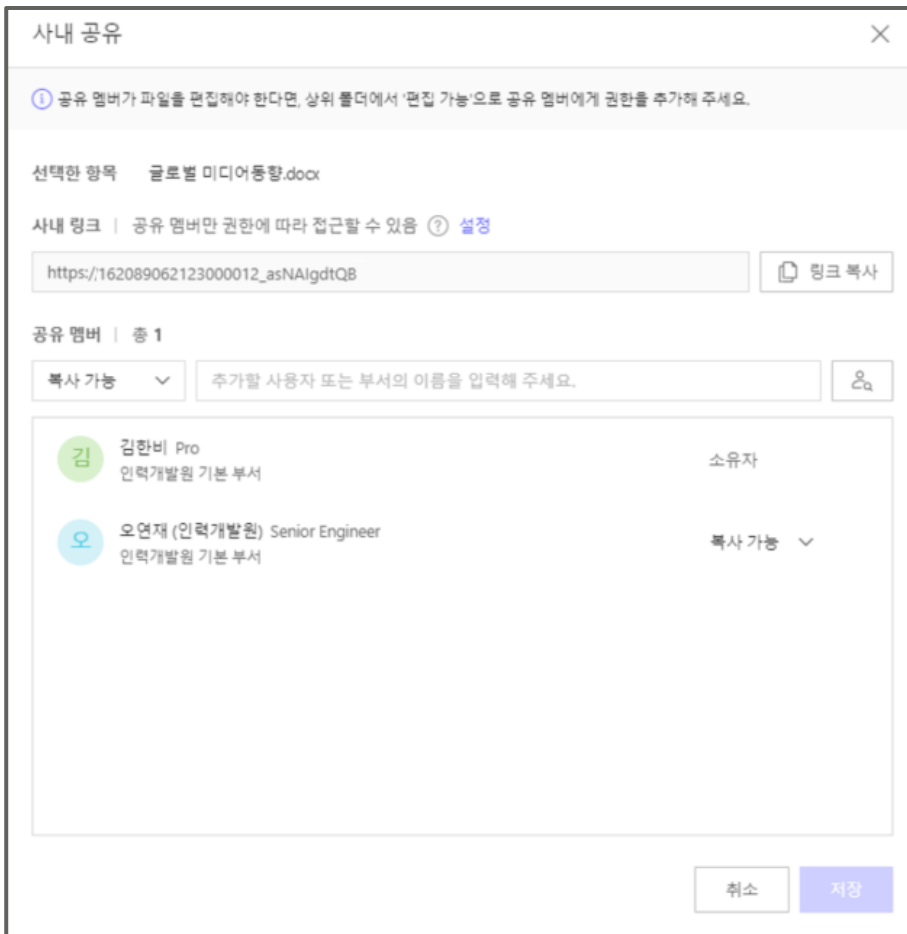 사내 공유
공유 멤버가 파일을 편집해야 한다면, 상위 폴더에서 '편집 가능'으로 공유 멤버에게 권한을 추가해 주세요.
선택한 항목 글로벌 미디어동향.docx
사내 링크 | 공유 멤버만 권한에 따라 접근할 수 있음 ? 설정
https://162089062123000012_asNAIgdtQB 링크 복사
공유 멤버 | 총 1
복사 가능 추가할 사용자 또는 부서의 이름을 입력해 주세요.
김 김한비 Pro
인력개발원 기본 부서
소유자
오 오연재 (인력개발원) Senior Engineer
인력개발원 기본 부서
복사 가능
취소 저장